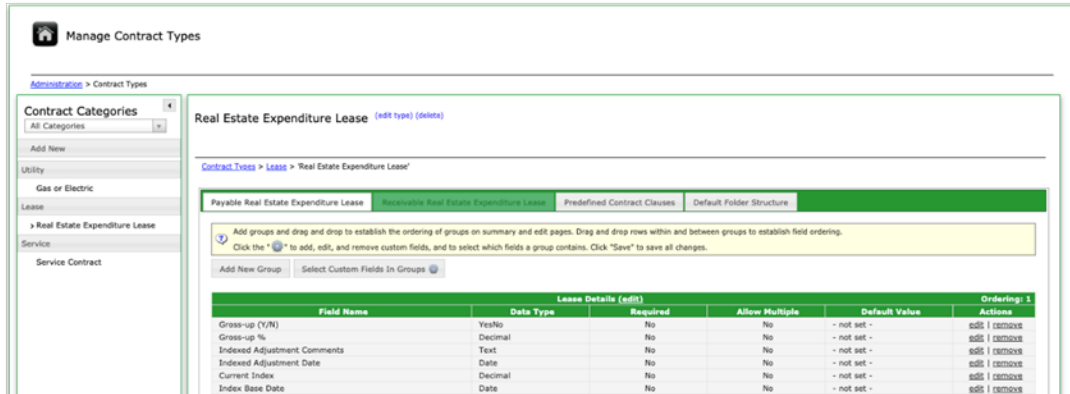 Manage Contract Types
Administration > Contract Types
Contract Categories
All Categories
Add New
Utility
Gas or Electric
Lease
› Real Estate Expenditure Lease
Service
Service Contract
Real Estate Expenditure Lease (edit type) (delete)
Contract Types > Lease > 'Real Estate Expenditure Lease'
Payable Real Estate Expenditure Lease Receivable Real Estate Expenditure Lease Predefined Contract Clauses Default Folder Structure
Add groups and drag and drop to establish the ordering of groups on summary and edit pages. Drag and drop rows within and between groups to establish field ordering.
Click the " " to add, edit, and remove custom fields, and to select which fields a group contains. Click "Save" to save all changes.
Add New Group Select Custom Fields In Groups
Lease Details (edit) Ordering: 1
Field Name Data Type Required Allow Multiple Default Value Actions
Gross-up (Y/N) YesNo No No - not set - edit | remove
Gross-up % Decimal No No - not set - edit | remove
Indexed Adjustment Comments Text No No - not set - edit | remove
Indexed Adjustment Date Date No No - not set - edit | remove
Current Index Decimal No No - not set - edit | remove
Index Base Date Date No No - not set - edit | remove